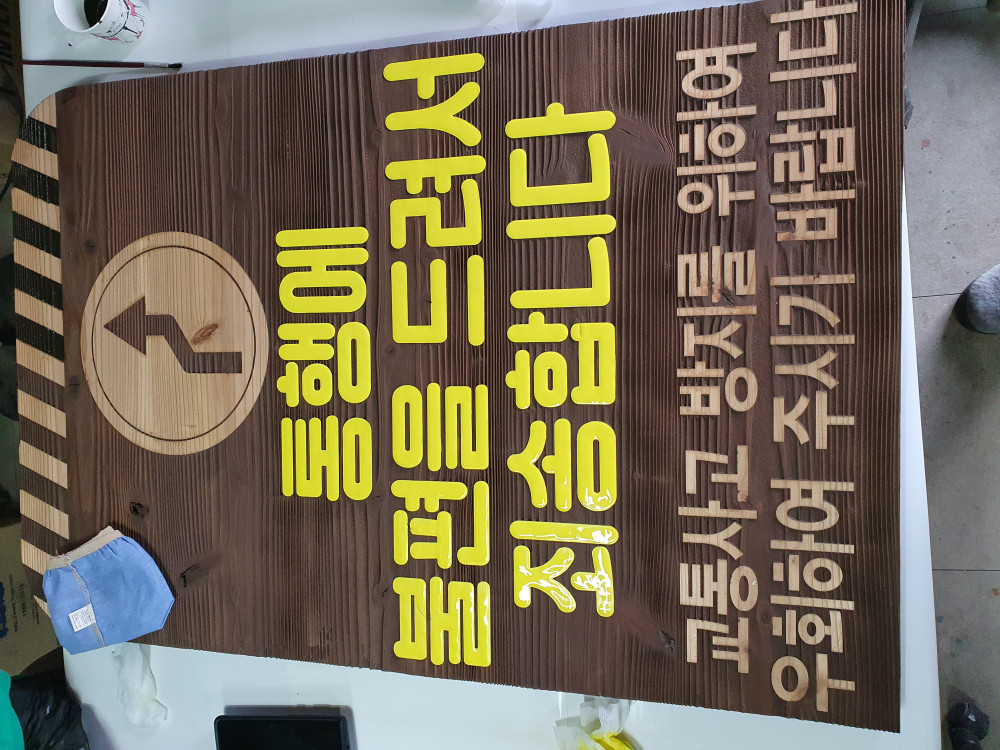 통행에
불편을 드려서
죄송합니다
교통사고 방지를 위하여
우회하여 주시기 바랍니다